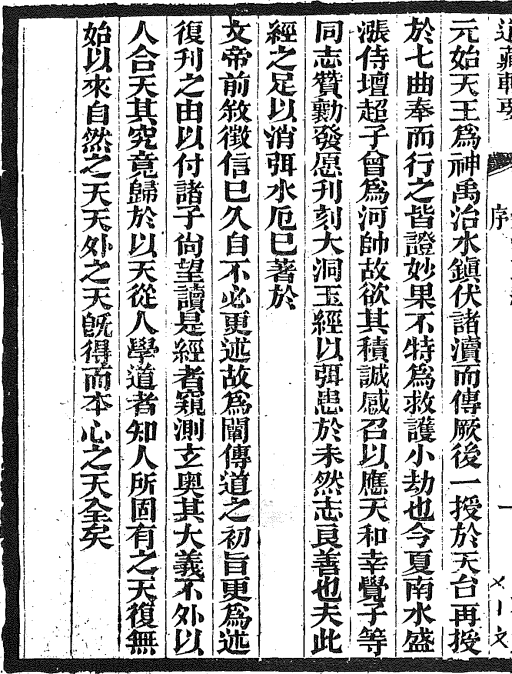 道藏輯要
序
元始天王爲神禹治水鎭伏諸瀆而傳厥後一授於天台再授
於七曲奉而行之皆證妙果不特爲救護小劫也今夏南水盛
漲侍壇超子曾爲河帥故欲其積誠感召以應天和幸覺子等
同志贊勷發愿刊刻大洞玉經以弭患於未然志良善也夫此
經之足以消弭水厄已著於
文帝前敘徵信已久自不必更述故爲闡傳道之初旨更爲述
復刊之由以付諸子尙望讀是經者窺測玄奥其大義不外以
人合天其究竟歸於以天從人學道者知人所固有之天復無
始以來自然之天天外之天旣得而本心之天全矣